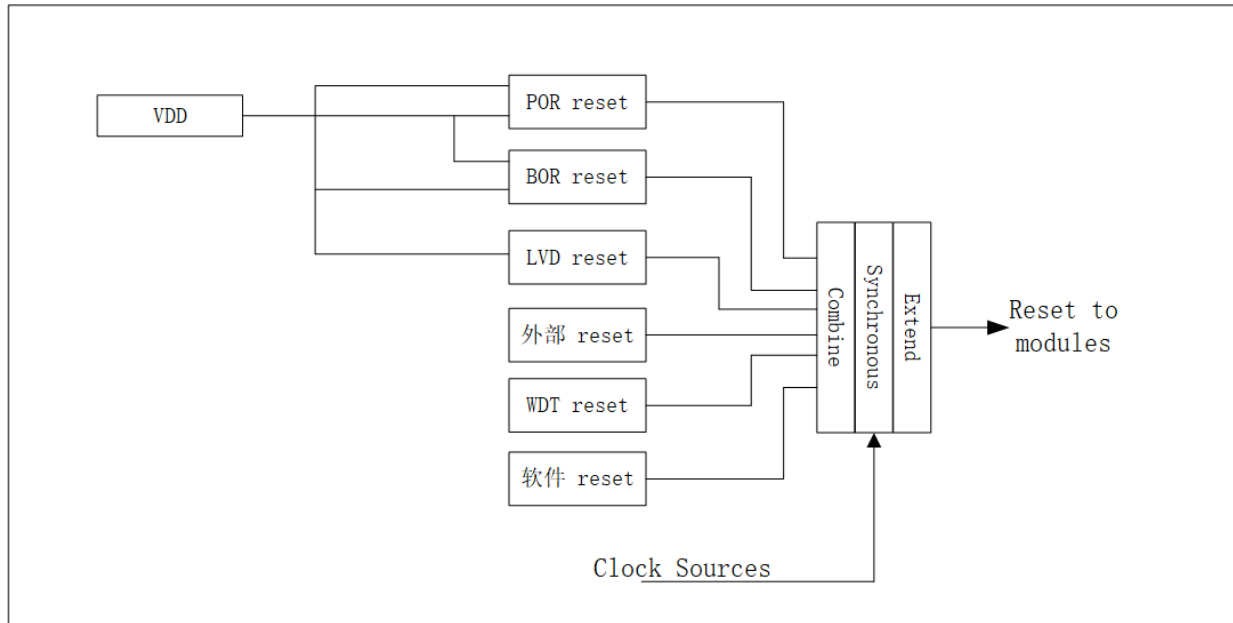 VDD
POR reset
BOR reset
LVD reset
外部 reset
WDT reset
软件 reset
Combine
Synchronous
Extend
Reset to
modules
Clock Sources